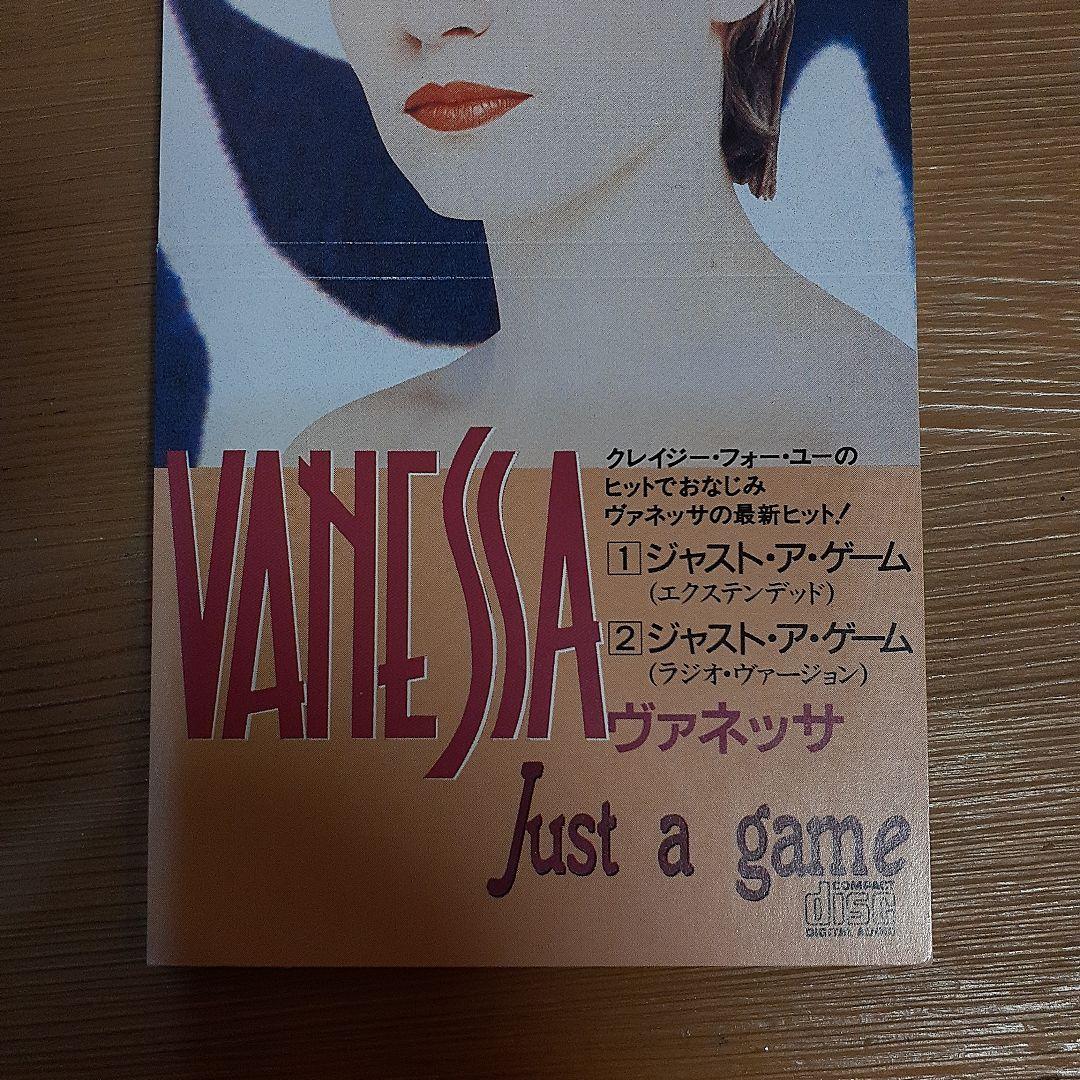 VANESSA
クレイジー・フォー・ユーの
ヒットでおなじみ
ヴァネッサの最新ヒット!
1 ジャスト・ア・ゲーム
(エクステンデッド)
2 ジャスト・ア・ゲーム
(ラジオ・ヴァージョン)
ヴァネッサ
Just a game
COMPACT
disc
DIGITAL AUDIO